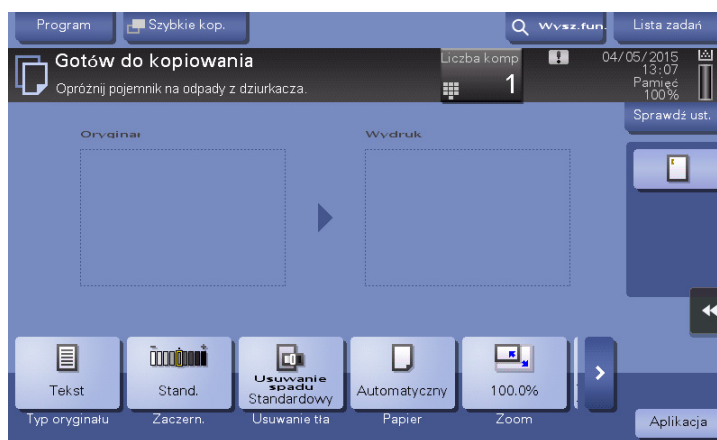 Program
Szybkie kop.
Wysz.fun.
Lista zadań
Gotów do kopiowania
Opróżnij pojemnik na odpady z dziurkacza.
Liczba komp
1
04/05/2015
13:07
Pamięć
100%
Sprawdź ust.
Oryginał
Wydruk
Tekst
Stand.
Usuwanie
spadu
Standardowy
Automatyczny
100.0%
Typ oryginału
Zaczern.
Usuwanie tła
Papier
Zoom
Aplikacja